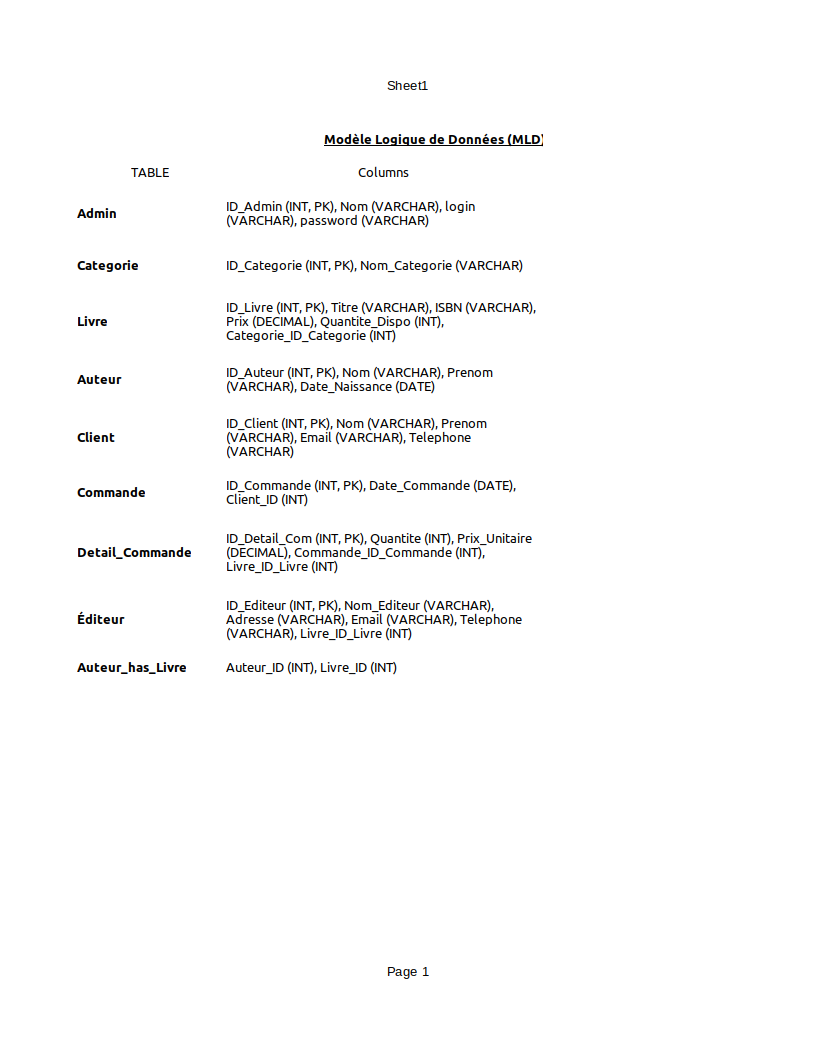 Sheet1
Modèle Logique de Données (MLD)
TABLE Columns
Admin ID_Admin (INT, PK), Nom (VARCHAR), login
(VARCHAR), password (VARCHAR)
Categorie ID_Categorie (INT, PK), Nom_Categorie (VARCHAR)
Livre ID_Livre (INT, PK), Titre (VARCHAR), ISBN (VARCHAR),
Prix (DECIMAL), Quantite_Dispo (INT),
Categorie_ID_Categorie (INT)
Auteur ID_Auteur (INT, PK), Nom (VARCHAR), Prenom
(VARCHAR), Date_Naissance (DATE)
Client ID_Client (INT, PK), Nom (VARCHAR), Prenom
(VARCHAR), Email (VARCHAR), Telephone
(VARCHAR)
Commande ID_Commande (INT, PK), Date_Commande (DATE),
Client_ID (INT)
Detail_Commande ID_Detail_Com (INT, PK), Quantite (INT), Prix_Unitaire
(DECIMAL), Commande_ID_Commande (INT),
Livre_ID_Livre (INT)
Éditeur ID_Editeur (INT, PK), Nom_Editeur (VARCHAR),
Adresse (VARCHAR), Email (VARCHAR), Telephone
(VARCHAR), Livre_ID_Livre (INT)
Auteur_has_Livre Auteur_ID (INT), Livre_ID (INT)
Page 1